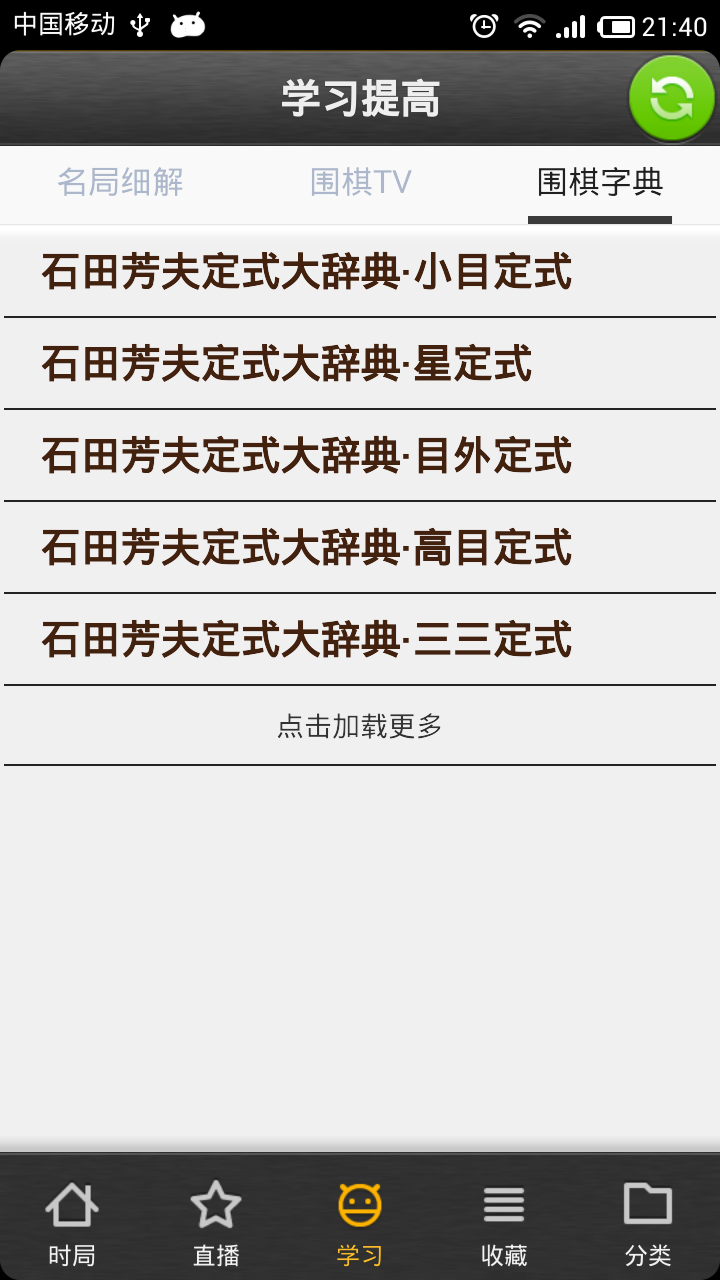 中国移动 21:40
学习提高
名局细解 围棋TV 围棋字典
石田芳夫定式大辞典·小目定式
石田芳夫定式大辞典·星定式
石田芳夫定式大辞典·目外定式
石田芳夫定式大辞典·高目定式
石田芳夫定式大辞典·三三定式
点击加载更多
时局 直播 学习 收藏 分类